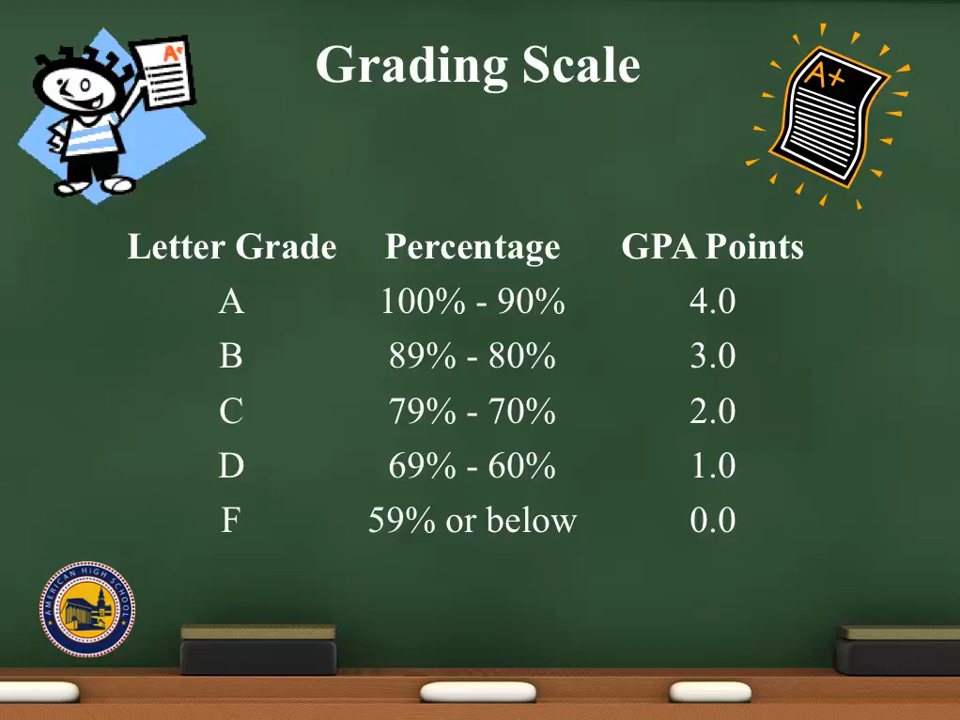 Grading Scale
A+
A+
Letter Grade Percentage GPA Points
A 100% - 90% 4.0
B 89% - 80% 3.0
C 79% - 70% 2.0
D 69% - 60% 1.0
F 59% or below 0.0
AMERICAN HIGH SCHOOL